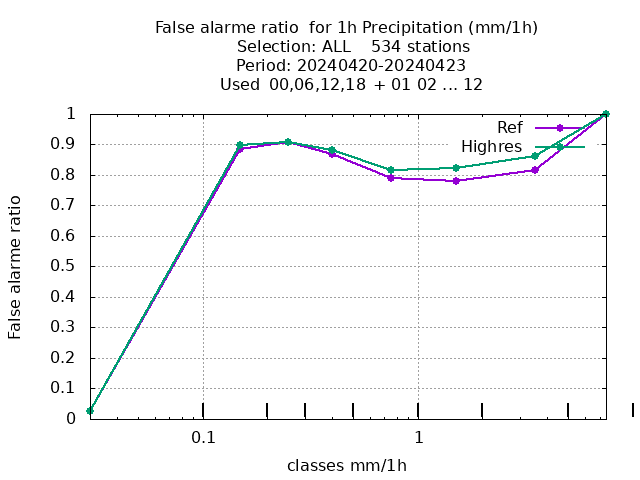 False alarme ratio  for 1h Precipitation (mm/1h)
Selection: ALL    534 stations
Period: 20240420-20240423
Used  00,06,12,18  + 01 02 ... 12
Ref
Highres
1
0.9
0.8
0.7
0.6
0.5
0.4
0.3
0.2
0.1
0
False alarme ratio
0.1 1
classes mm/1h